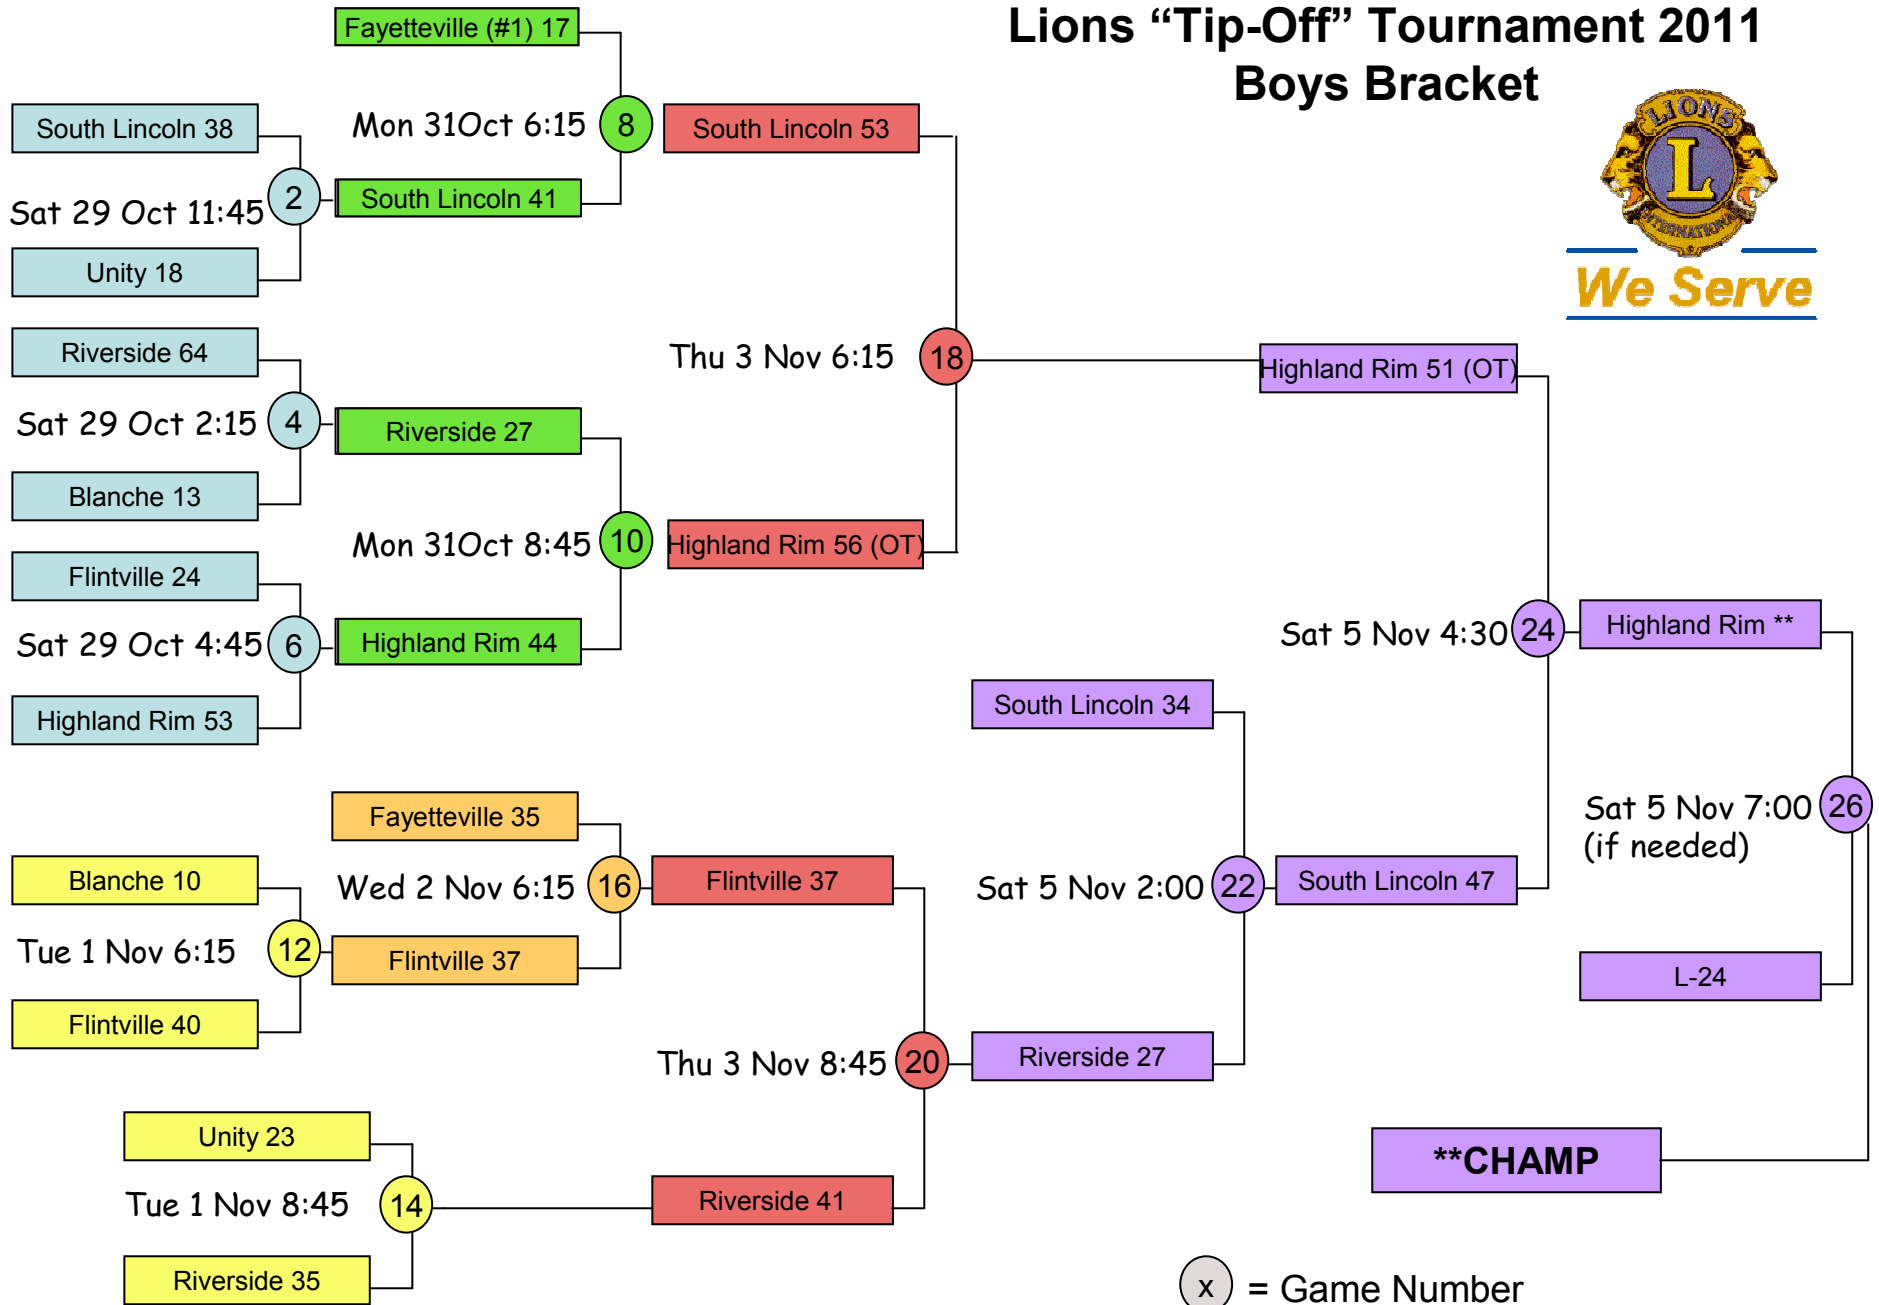 Lions “Tip-Off” Tournament 2011
Boys Bracket
LIONS
L
INTERNATIONAL
We Serve
Fayetteville (#1) 17
South Lincoln 38
Mon 31Oct 6:15
8
South Lincoln 53
Sat 29 Oct 11:45
2
South Lincoln 41
Unity 18
Riverside 64
Thu 3 Nov 6:15
18
Highland Rim 51 (OT)
Sat 29 Oct 2:15
4
Riverside 27
Blanche 13
Mon 31Oct 8:45
10
Highland Rim 56 (OT)
Flintville 24
Sat 29 Oct 4:45
6
Highland Rim 44
Highland Rim 53
Sat 5 Nov 4:30
24
Highland Rim **
South Lincoln 34
Fayetteville 35
Sat 5 Nov 7:00
(if needed)
26
Blanche 10
Wed 2 Nov 6:15
16
Flintville 37
Sat 5 Nov 2:00
22
South Lincoln 47
Tue 1 Nov 6:15
12
Flintville 37
L-24
Flintville 40
Thu 3 Nov 8:45
20
Riverside 27
Unity 23
**CHAMP
Tue 1 Nov 8:45
14
Riverside 41
Riverside 35
x = Game Number